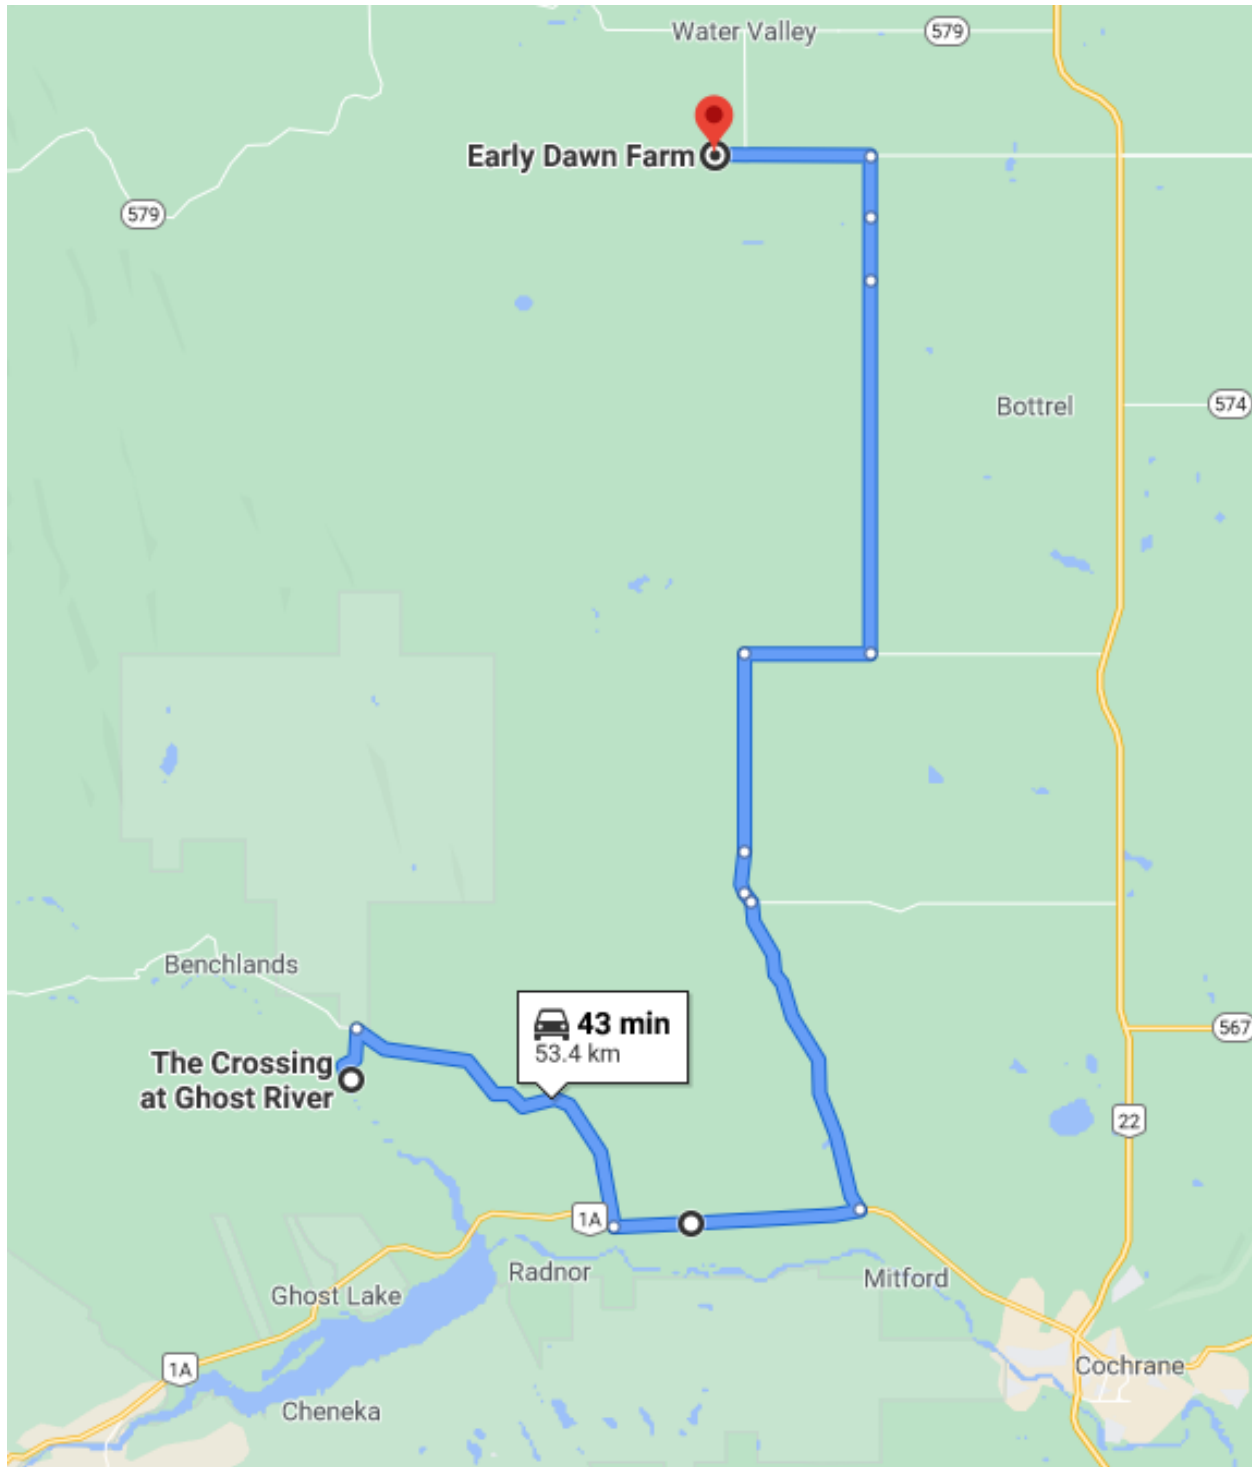 Water Valley
579
Early Dawn Farm
579
Bottrel
574
Benchlands
43 min
53.4 km
567
The Crossing
at Ghost River
22
1A
Radnor
Mitford
Ghost Lake
1A
Cochrane
Cheneka